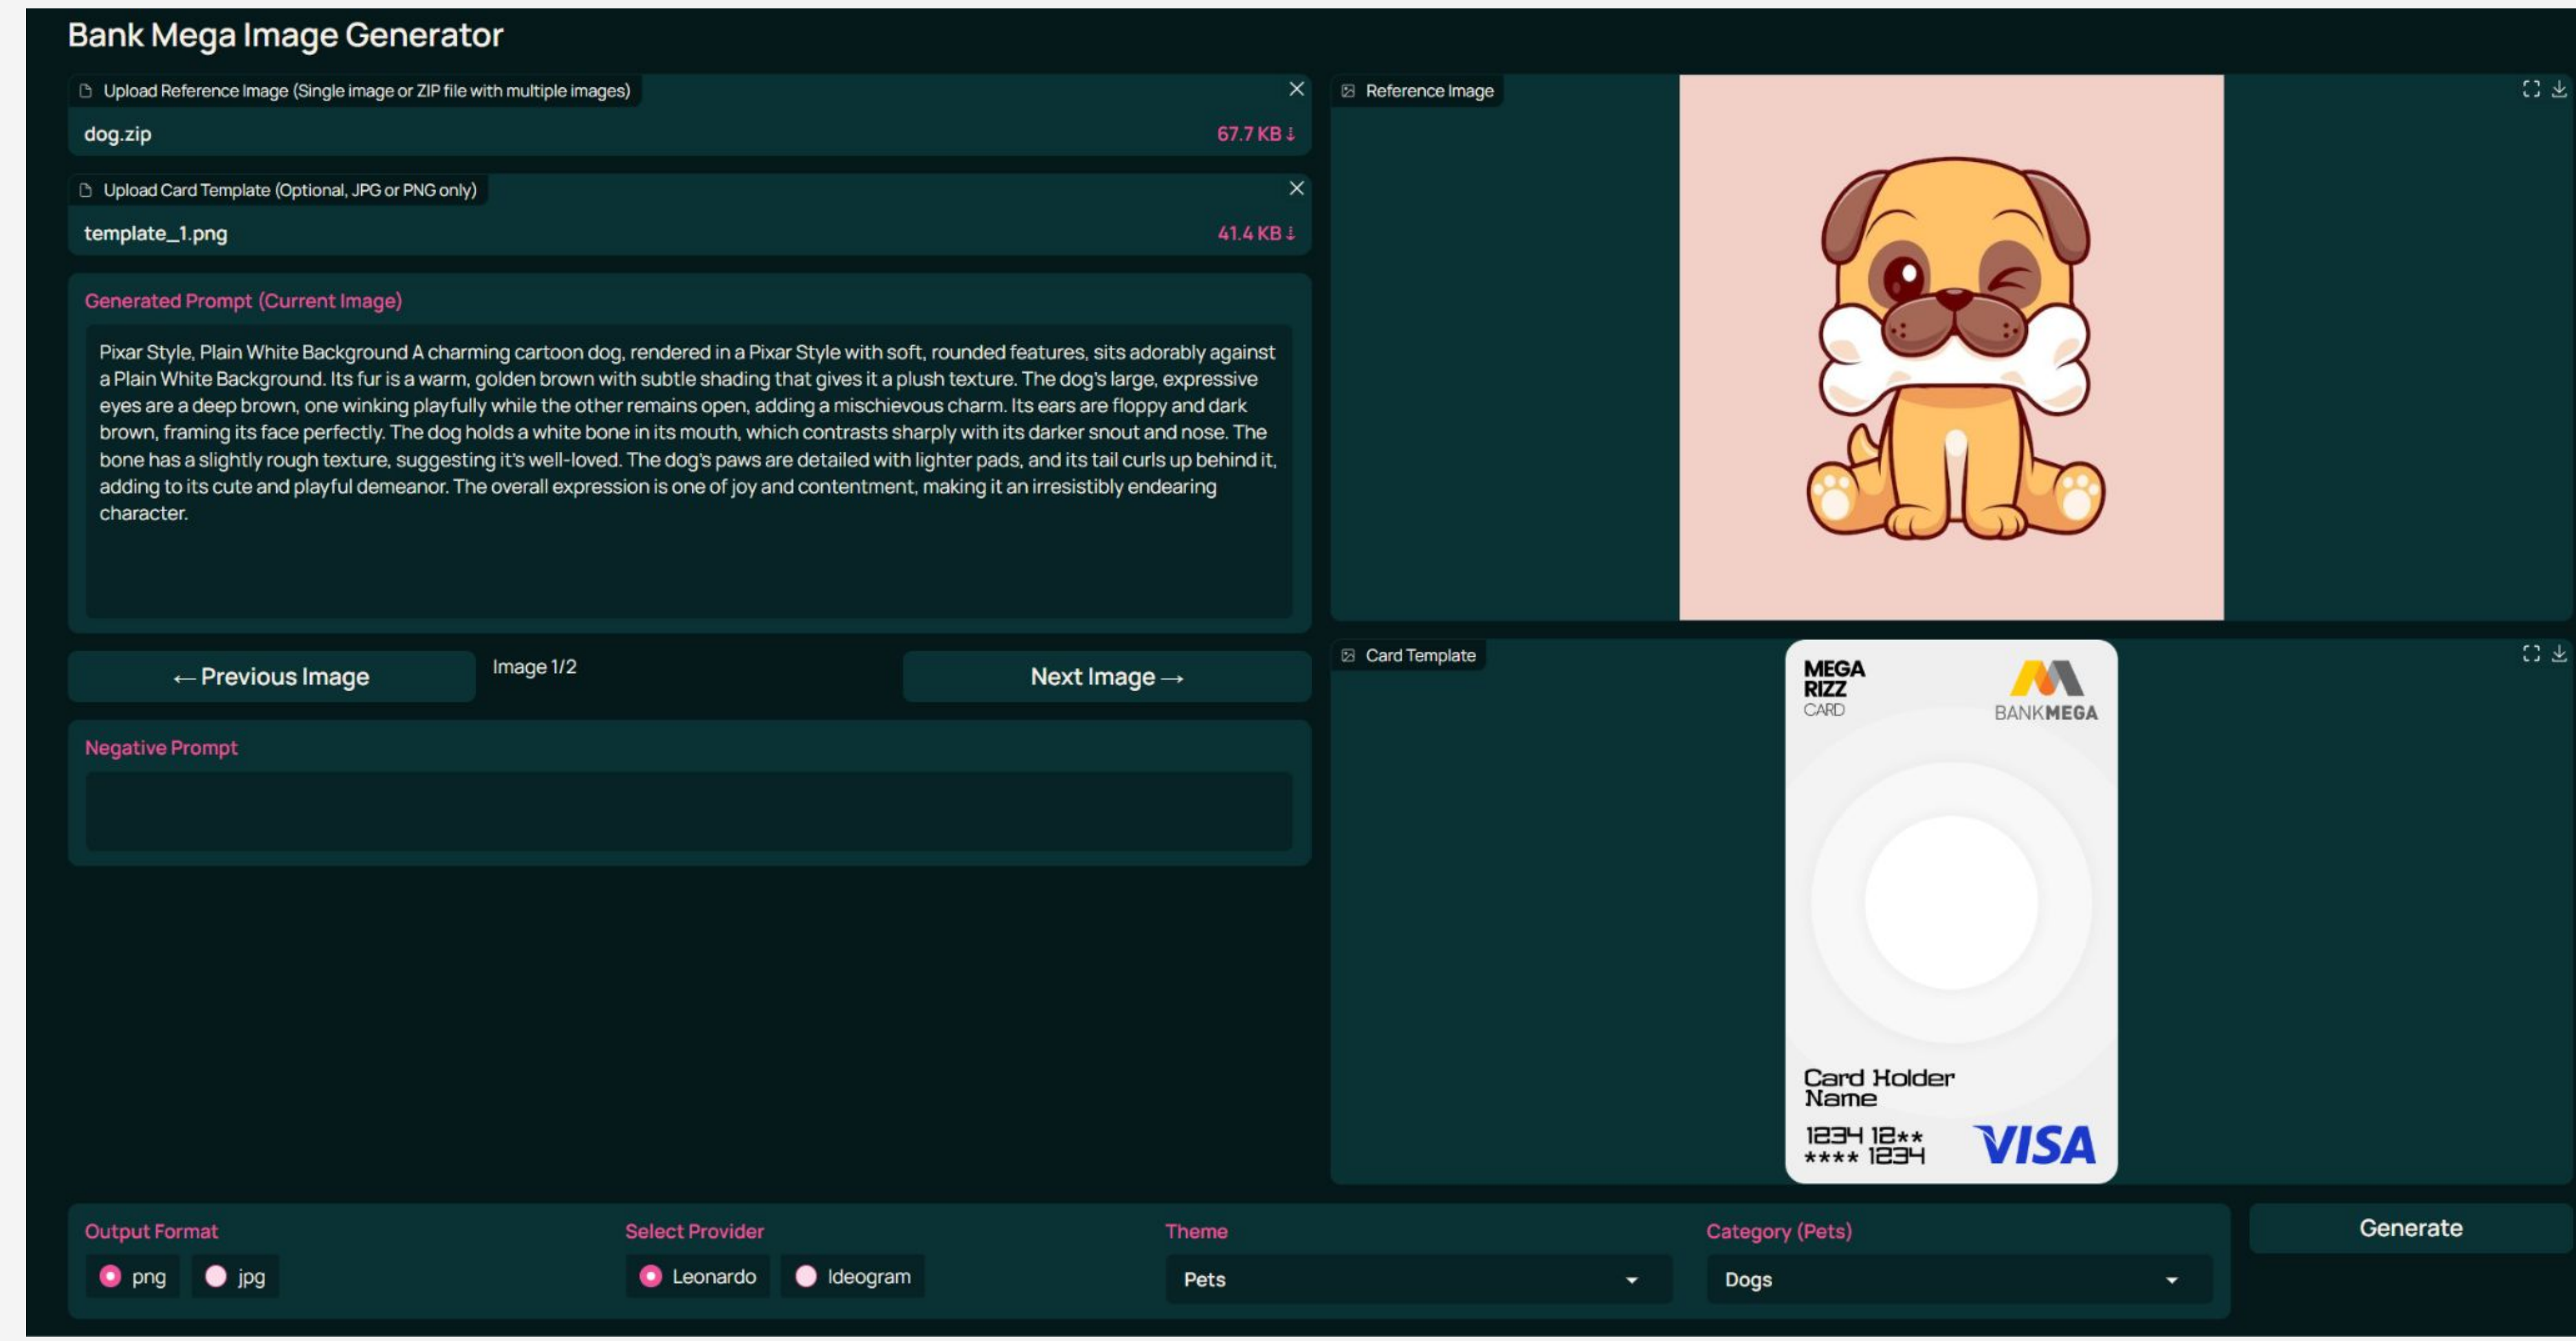 Bank Mega Image Generator
Upload Reference Image (Single image or ZIP file with multiple images)
dog.zip
67.7 KB ↓
Upload Card Template (Optional, JPG or PNG only)
template_1.png
41.4 KB ↓
Generated Prompt (Current Image)
Pixar Style, Plain White Background A charming cartoon dog, rendered in a Pixar Style with soft, rounded features, sits adorably against
a Plain White Background. Its fur is a warm, golden brown with subtle shading that gives it a plush texture. The dog's large, expressive
eyes are a deep brown, one winking playfully while the other remains open, adding a mischievous charm. Its ears are floppy and dark
brown, framing its face perfectly. The dog holds a white bone in its mouth, which contrasts sharply with its darker snout and nose. The
bone has a slightly rough texture, suggesting it's well-loved. The dog's paws are detailed with lighter pads, and its tail curls up behind it,
adding to its cute and playful demeanor. The overall expression is one of joy and contentment, making it an irresistibly endearing
character.
← Previous Image
Image 1/2
Next Image →
Negative Prompt
Reference Image
Card Template
MEGA
RIZZ
CARD
BANKMEGA
Card Holder
Name
1234 12**
**** 1234
VISA
Output Format
png
jpg
Select Provider
Leonardo
Ideogram
Theme
Pets
Category (Pets)
Dogs
Generate